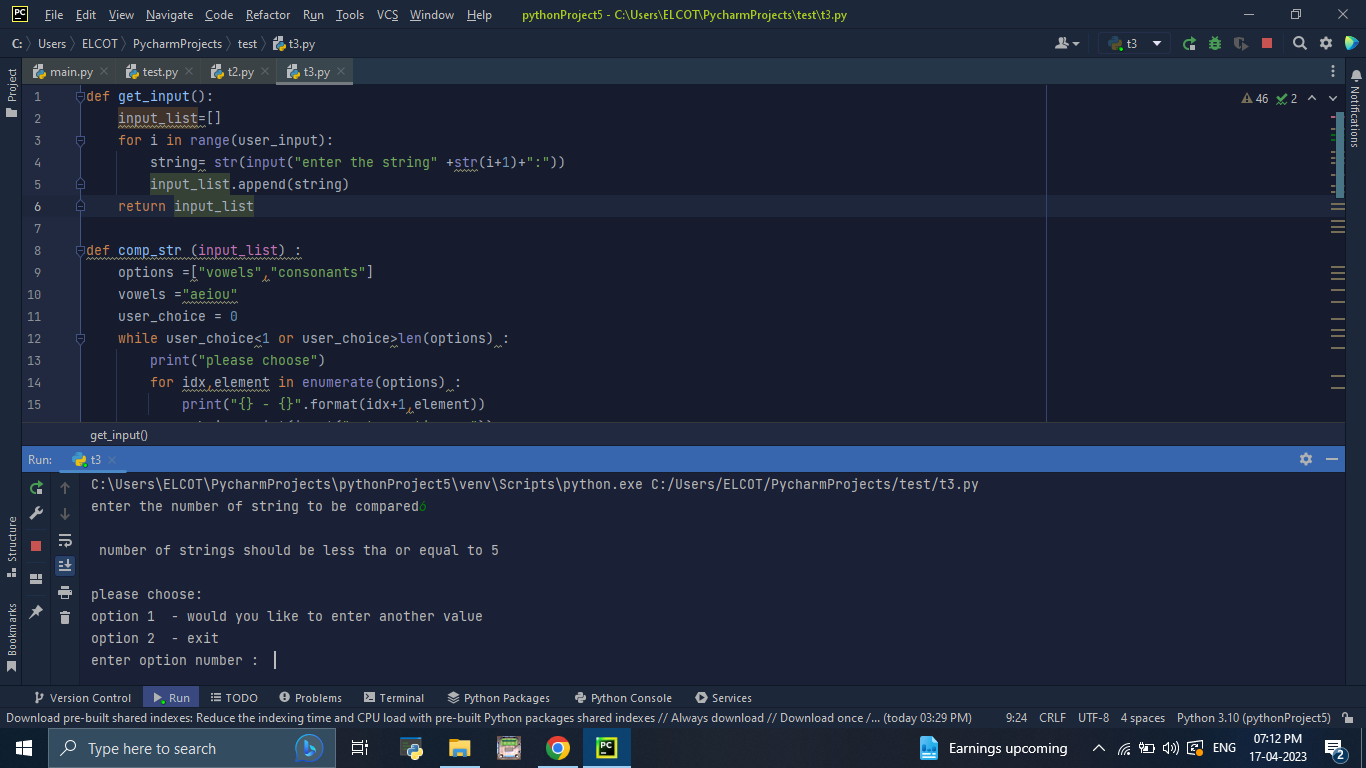 File Edit View Navigate Code Refactor Run Tools VCS Window Help pythonProject5 - C:\Users\ELCOT\PycharmProjects\test\t3.py
C: Users ELCOT PycharmProjects test t3.py t3
main.py test.py t2.py t3.py
Project
Notifications
46 2
1 def get_input():
2 input_list=[]
3 for i in range(user_input):
4 string= str(input("enter the string" +str(i+1)+":"))
5 input_list.append(string)
6 return input_list
7
8 def comp_str (input_list) :
9 options =["vowels","consonants"]
10 vowels ="aeiou"
11 user_choice = 0
12 while user_choice<1 or user_choice>len(options) :
13 print("please choose")
14 for idx,element in enumerate(options) :
15 print("{} - {}".format(idx+1,element))
get_input()
Run: t3
C:\Users\ELCOT\PycharmProjects\pythonProject5\venv\Scripts\python.exe C:/Users/ELCOT/PycharmProjects/test/t3.py
enter the number of string to be compared6
number of strings should be less tha or equal to 5
please choose:
option 1 - would you like to enter another value
option 2 - exit
enter option number :
Structure
Bookmarks
Version Control Run TODO Problems Terminal Python Packages Python Console Services
Download pre-built shared indexes: Reduce the indexing time and CPU load with pre-built Python packages shared indexes // Always download // Download once /... (today 03:29 PM) 9:24 CRLF UTF-8 4 spaces Python 3.10 (pythonProject5)
Type here to search Earnings upcoming ENG 07:12 PM
17-04-2023 2